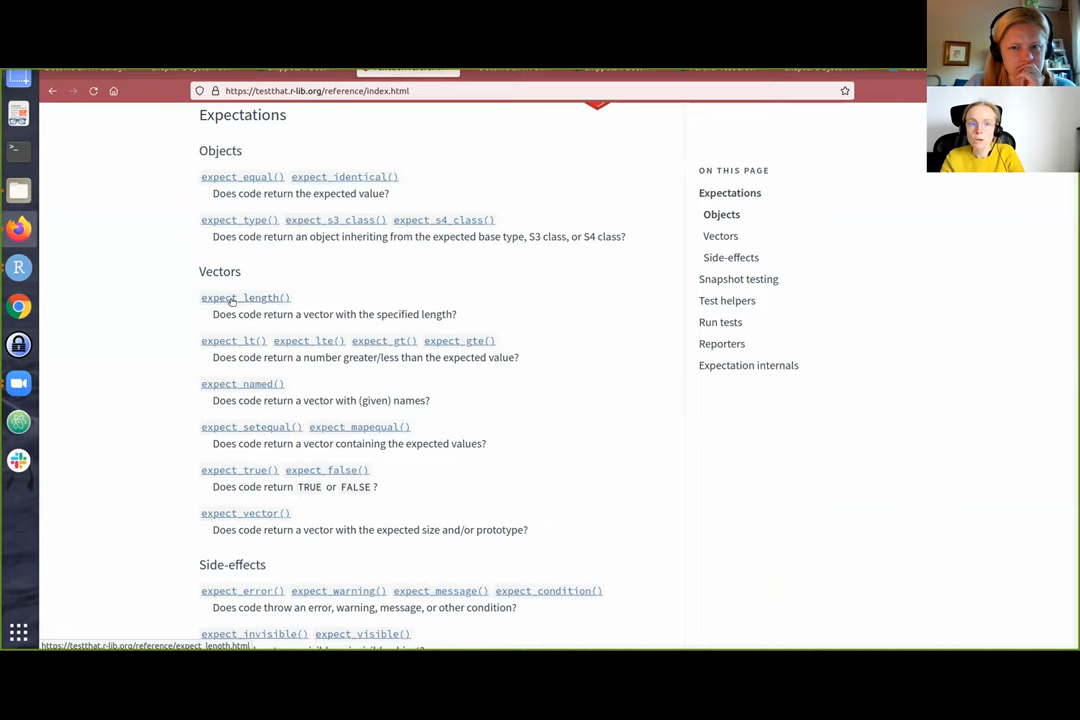 https://testthat.r-lib.org/reference/index.html
Expectations
Objects
expect_equal() expect_identical()
Does code return the expected value?
expect_type() expect_s3_class() expect_s4_class()
Does code return an object inheriting from the expected base type, S3 class, or S4 class?
Vectors
expect_length()
Does code return a vector with the specified length?
expect_lt() expect_lte() expect_gt() expect_gte()
Does code return a number greater/less than the expected value?
expect_named()
Does code return a vector with (given) names?
expect_setequal() expect_mapequal()
Does code return a vector containing the expected values?
expect_true() expect_false()
Does code return TRUE or FALSE?
expect_vector()
Does code return a vector with the expected size and/or prototype?
Side-effects
expect_error() expect_warning() expect_message() expect_condition()
Does code throw an error, warning, message, or other condition?
expect_invisible() expect_visible()
https://testthat.r-lib.org/reference/expect_length.html
ON THIS PAGE
Expectations
Objects
Vectors
Side-effects
Snapshot testing
Test helpers
Run tests
Reporters
Expectation internals